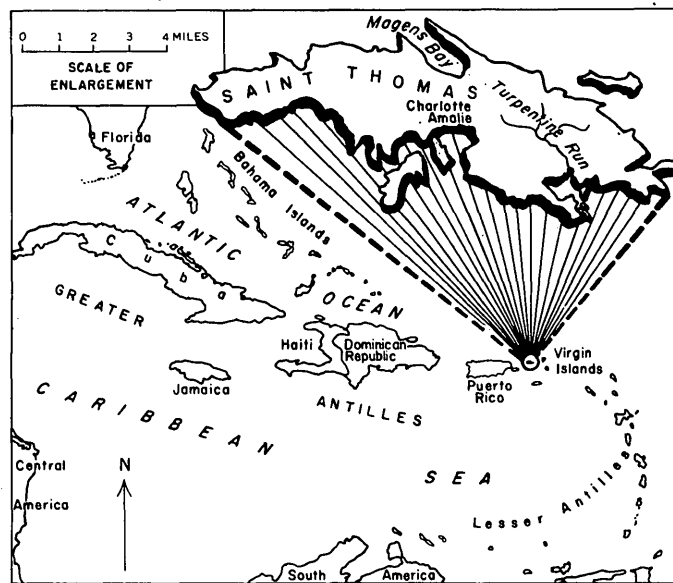 0 1 2 3 4 MILES
SCALE OF
ENLARGEMENT
Magens Bay
SAINT THOMAS
Charlotte
Amalie
Turpentine Run
Florida
Bahama Islands
ATLANTIC
OCEAN
Cuba
GREATER
ANTILLES
Haiti
Dominican
Republic
Jamaica
Puerto
Rico
Virgin
Islands
CARIBBEAN
SEA
Central
America
N
Lesser Antilles
South America